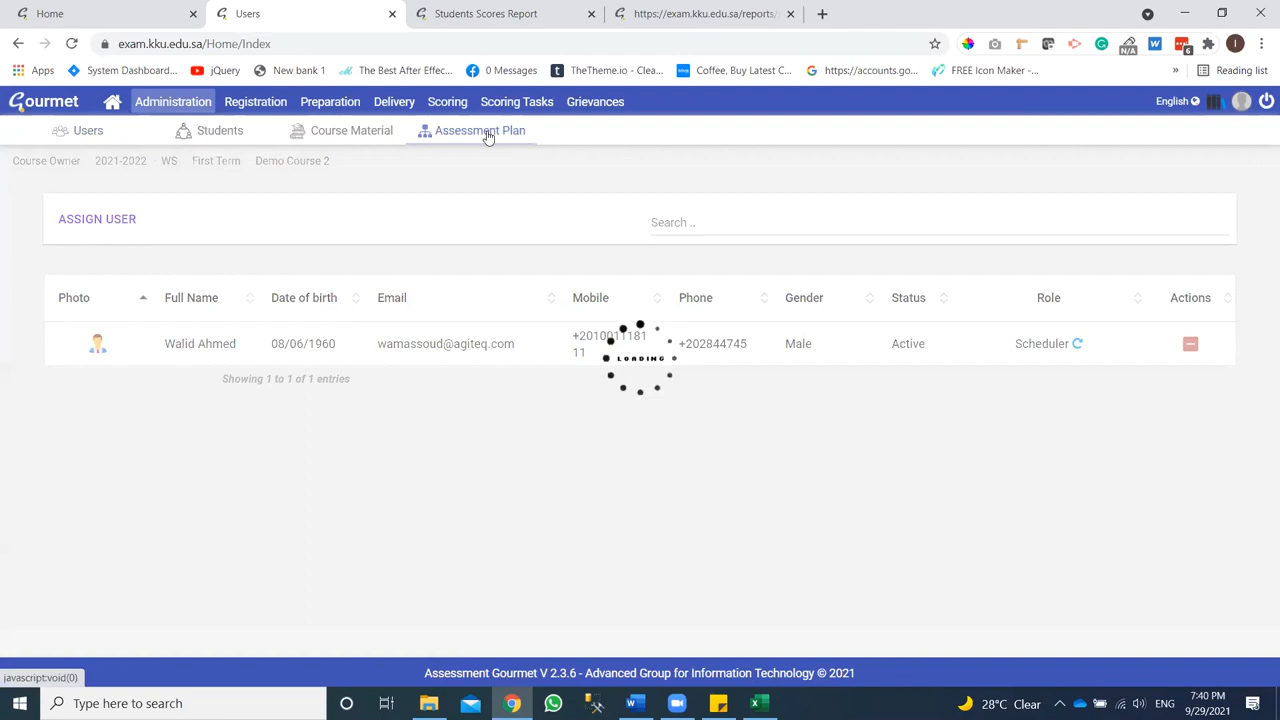 Home
Users
Students Scores Report
https://exam.kku.edu.sa/reports/
exam.kku.edu.sa/Home/Index
N/A
6
I
Apps
System Dashboard...
jQuery
New bank 1
The Best After Effec...
0 Messages
TheTheme.io - Clea...
Coffee, Buy Latest C...
https://accounts.go...
FREE Icon Maker -...
»
Reading list
Gourmet
Administration
Registration
Preparation
Delivery
Scoring
Scoring Tasks
Grievances
English
Users
Students
Course Material
Assessment Plan
Course Owner 2021-2022 WS First Term Demo Course 2
ASSIGN USER
Search ..
Photo Full Name Date of birth Email Mobile Phone Gender Status Role Actions
Walid Ahmed 08/06/1960 wamassoud@agiteq.com +2010011181 11 +202844745 Male Active Scheduler
LOADING
Showing 1 to 1 of 1 entries
Assessment Gourmet V 2.3.6 - Advanced Group for Information Technology © 2021
javascript:void(0)
Type here to search
28°C Clear
ENG
7:40 PM
9/29/2021